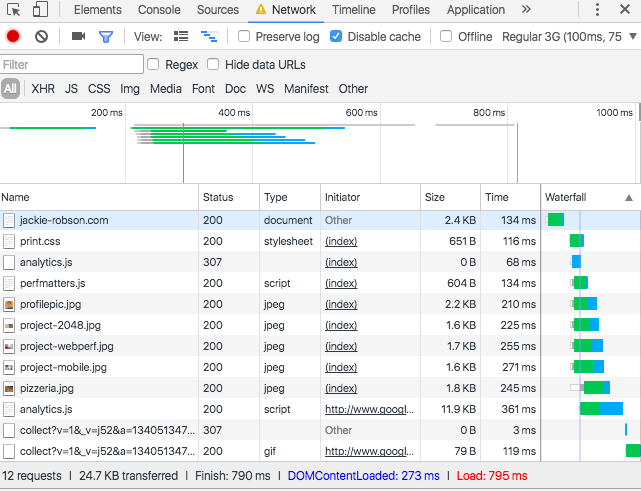 Elements Console Sources Network Timeline Profiles Application
View: Preserve log Disable cache Offline Regular 3G (100ms, 75
Filter Regex Hide data URLs
All XHR JS CSS Img Media Font Doc WS Manifest Other
200 ms 400 ms 600 ms 800 ms 1000 ms
Name Status Type Initiator Size Time Waterfall
jackie-robson.com 200 document Other 2.4 KB 134 ms
print.css 200 stylesheet (index) 651 B 116 ms
analytics.js 307 (index) 0 B 68 ms
perfmatters.js 200 script (index) 604 B 134 ms
profilepic.jpg 200 jpeg (index) 2.2 KB 210 ms
project-2048.jpg 200 jpeg (index) 1.6 KB 225 ms
project-webperf.jpg 200 jpeg (index) 1.7 KB 255 ms
project-mobile.jpg 200 jpeg (index) 1.6 KB 271 ms
pizzeria.jpg 200 jpeg (index) 1.8 KB 245 ms
analytics.js 200 script http://www.googl... 11.9 KB 361 ms
collect?v=1&_v=j52&a=134051347... 307 Other 0 B 3 ms
collect?v=1&_v=j52&a=134051347... 200 gif http://www.googl... 79 B 119 ms
12 requests | 24.7 KB transferred | Finish: 790 ms | DOMContentLoaded: 273 ms | Load: 795 ms